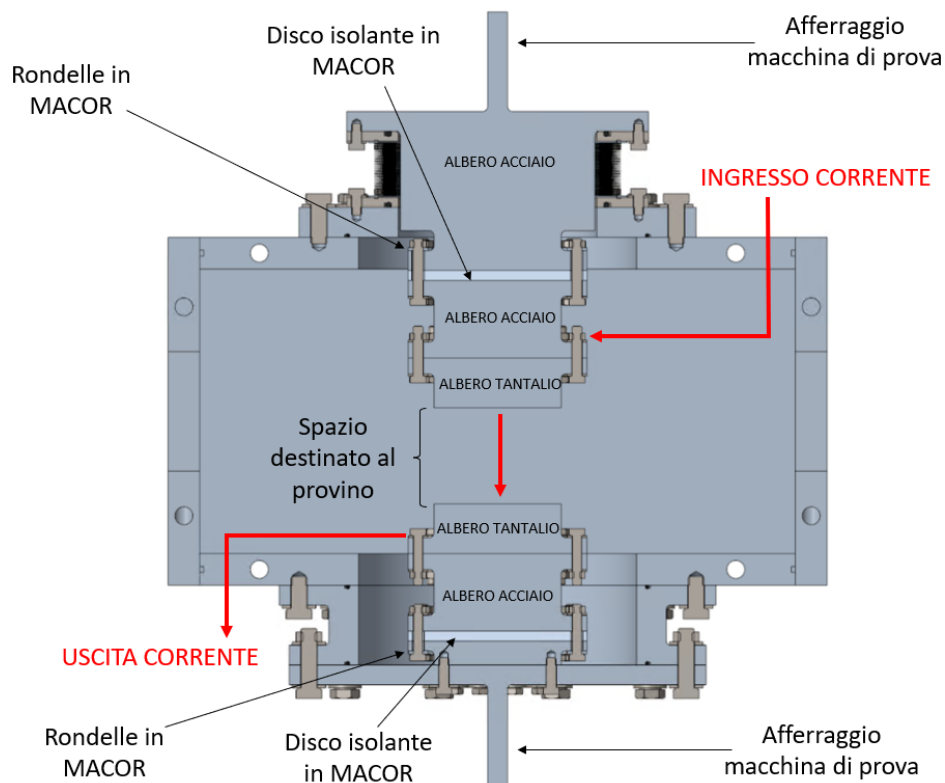 Afferraggio
macchina di prova
Disco isolante in
MACOR
Rondelle in
MACOR
ALBERO ACCIAIO
INGRESSO CORRENTE
ALBERO ACCIAIO
ALBERO TANTALIO
Spazio
destinato al
provino
ALBERO TANTALIO
ALBERO ACCIAIO
USCITA CORRENTE
Rondelle in
MACOR
Disco isolante
in MACOR
Afferraggio
macchina di prova